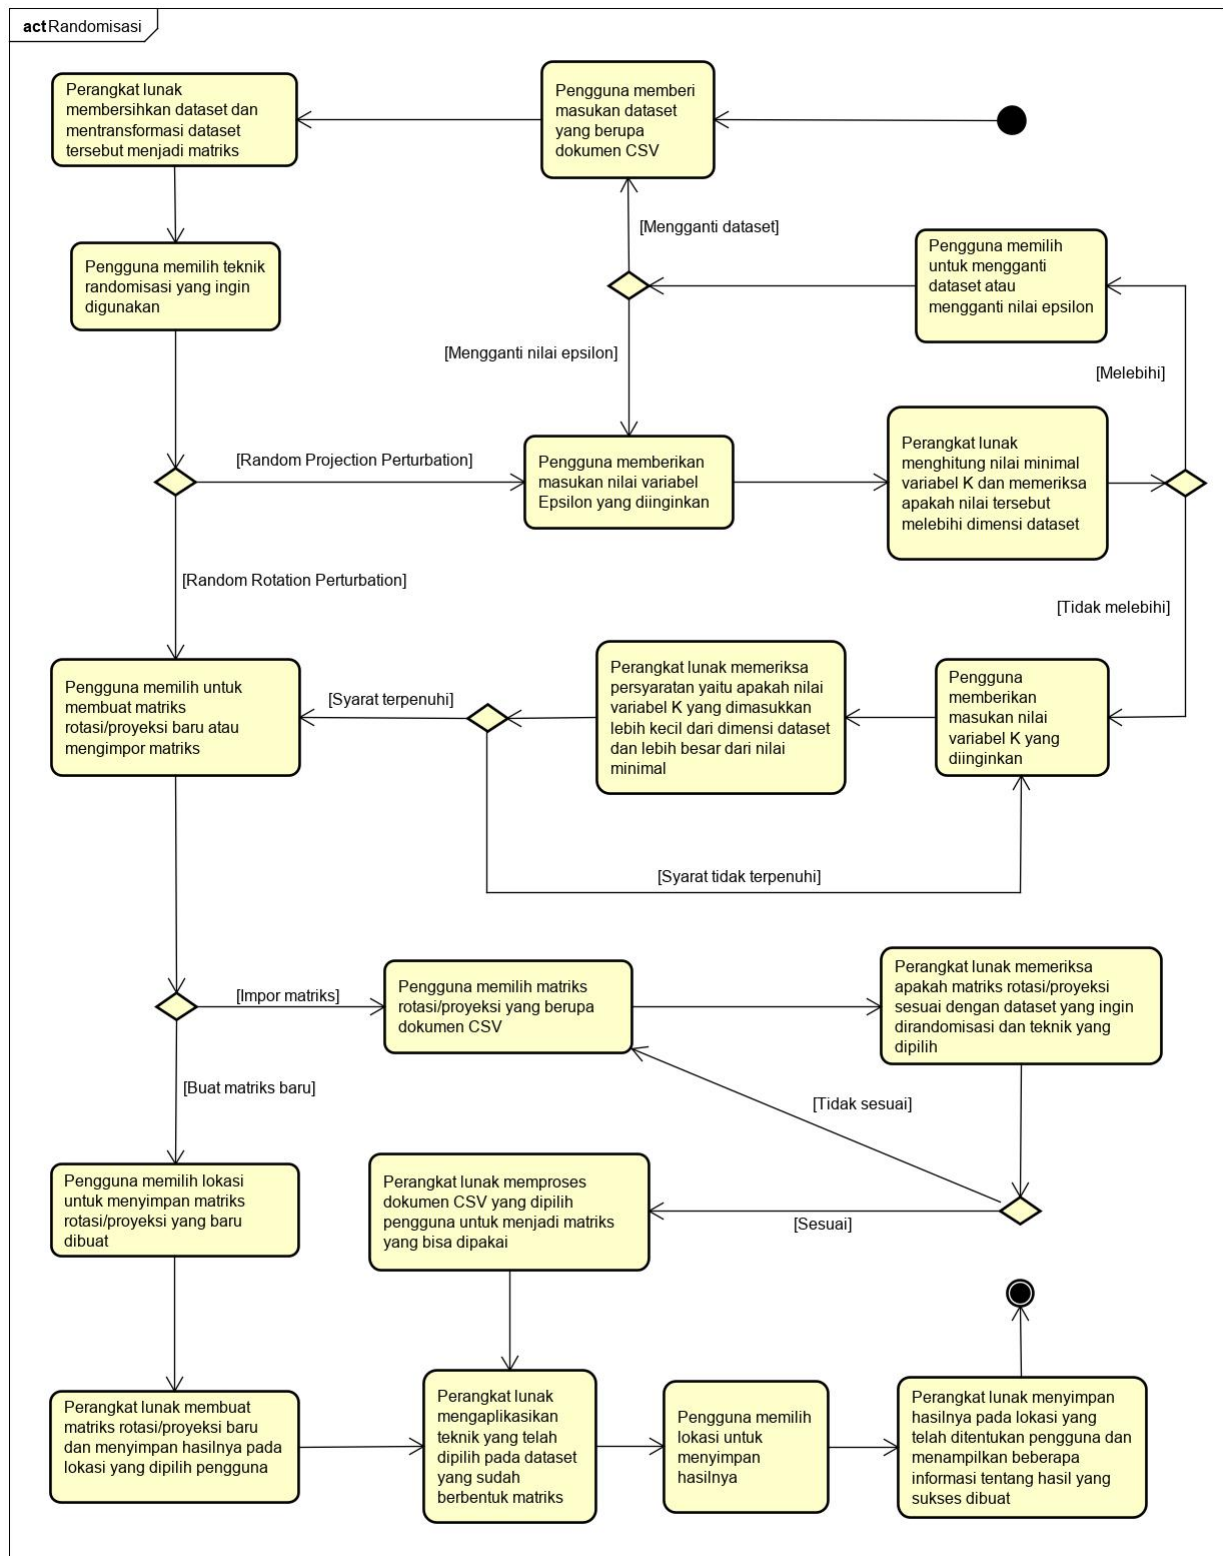 act Randomisasi
Perangkat lunak
membersihkan dataset dan
mentransformasi dataset
tersebut menjadi matriks
Pengguna memberi
masukan dataset
yang berupa
dokumen CSV
[Mengganti dataset]
Pengguna memilih teknik
randomisasi yang ingin
digunakan
Pengguna memilih
untuk mengganti
dataset atau
mengganti nilai epsilon
[Mengganti nilai epsilon]
[Melebihi]
[Random Projection Perturbation]
Pengguna memberikan
masukan nilai variabel
Epsilon yang diinginkan
Perangkat lunak
menghitung nilai minimal
variabel K dan memeriksa
apakah nilai tersebut
melebihi dimensi dataset
[Random Rotation Perturbation]
[Tidak melebihi]
Pengguna memilih untuk
membuat matriks
rotasi/proyeksi baru atau
mengimpor matriks
[Syarat terpenuhi]
Perangkat lunak memeriksa
persyaratan yaitu apakah nilai
variabel K yang dimasukkan
lebih kecil dari dimensi dataset
dan lebih besar dari nilai
minimal
Pengguna
memberikan
masukan nilai
variabel K yang
diinginkan
[Syarat tidak terpenuhi]
[Impor matriks]
Pengguna memilih matriks
rotasi/proyeksi yang berupa
dokumen CSV
Perangkat lunak memeriksa
apakah matriks rotasi/proyeksi
sesuai dengan dataset yang ingin
dirandomisasi dan teknik yang
dipilih
[Buat matriks baru]
[Tidak sesuai]
Pengguna memilih lokasi
untuk menyimpan matriks
rotasi/proyeksi yang baru
dibuat
Perangkat lunak memproses
dokumen CSV yang dipilih
pengguna untuk menjadi matriks
yang bisa dipakai
[Sesuai]
Perangkat lunak membuat
matriks rotasi/proyeksi baru
dan menyimpan hasilnya pada
lokasi yang dipilih pengguna
Perangkat lunak
mengaplikasikan
teknik yang telah
dipilih pada dataset
yang sudah
berbentuk matriks
Pengguna memilih
lokasi untuk
menyimpan
hasilnya
Perangkat lunak menyimpan
hasilnya pada lokasi yang
telah ditentukan pengguna dan
menampilkan beberapa
informasi tentang hasil yang
sukses dibuat